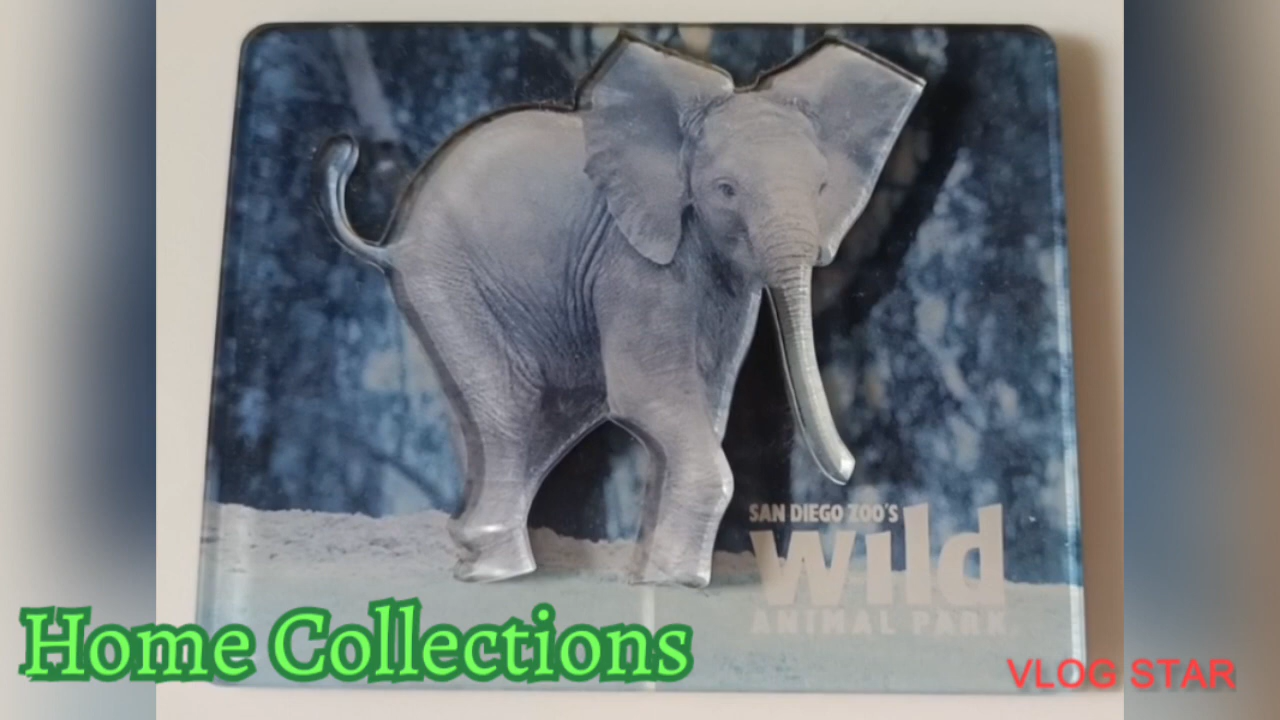 SAN DIEGO ZOO'S
wild
ANIMAL PARK
Home Collections
VLOG STAR